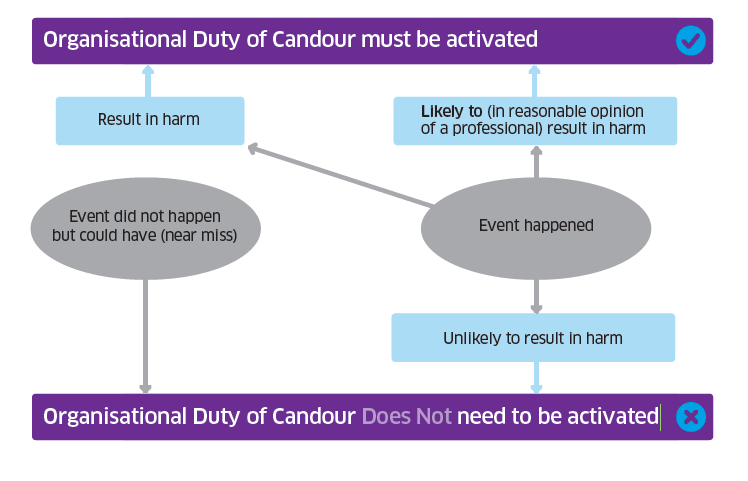 Organisational Duty of Candour must be activated
Result in harm
Likely to (in reasonable opinion
of a professional) result in harm
Event did not happen
but could have (near miss)
Event happened
Unlikely to result in harm
Organisational Duty of Candour Does Not need to be activated